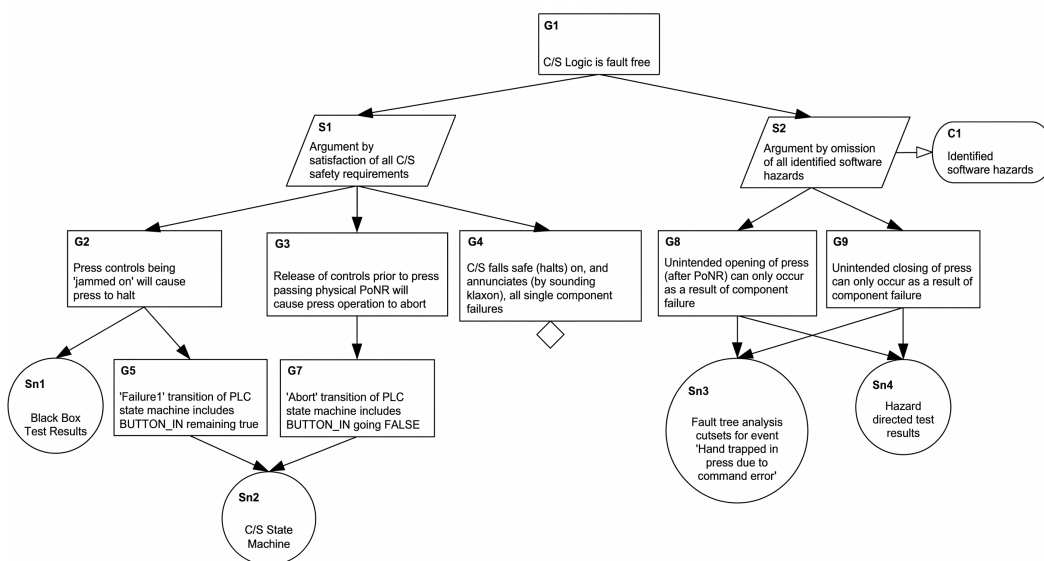 G1
C/S Logic is fault free
S1
Argument by
satisfaction of all C/S
safety requirements
S2
Argument by omission
of all identified software
hazards
C1
Identified
software hazards
G2
Press controls being
'jammed on' will cause
press to halt
G3
Release of controls prior to press
passing physical PoNR will
cause press operation to abort
G4
C/S falls safe (halts) on, and
annunciates (by sounding
klaxon), all single component
failures
G8
Unintended opening of press
(after PoNR) can only occur
as a result of component
failure
G9
Unintended closing of press
can only occur as a result of
component failure
Sn1
Black Box
Test Results
G5
'Failure1' transition of PLC
state machine includes
BUTTON_IN remaining true
G7
'Abort' transition of PLC
state machine includes
BUTTON_IN going FALSE
Sn2
C/S State
Machine
Sn3
Fault tree analysis
cutsets for event
'Hand trapped in
press due to
command error'
Sn4
Hazard
directed test
results